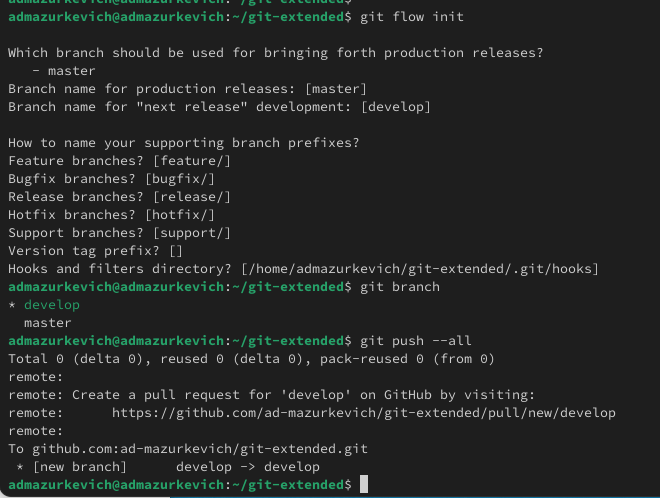 admazurkevich@admazurkevich:~/git-extended$ git flow init
Which branch should be used for bringing forth production releases?
   - master
Branch name for production releases: [master]
Branch name for "next release" development: [develop]
How to name your supporting branch prefixes?
Feature branches? [feature/]
Bugfix branches? [bugfix/]
Release branches? [release/]
Hotfix branches? [hotfix/]
Support branches? [support/]
Version tag prefix? []
Hooks and filters directory? [/home/admazurkevich/git-extended/.git/hooks]
admazurkevich@admazurkevich:~/git-extended$ git branch
* develop
  master
admazurkevich@admazurkevich:~/git-extended$ git push --all
Total 0 (delta 0), reused 0 (delta 0), pack-reused 0 (from 0)
remote:
remote: Create a pull request for 'develop' on GitHub by visiting:
remote:      https://github.com/ad-mazurkevich/git-extended/pull/new/develop
remote:
To github.com:ad-mazurkevich/git-extended.git
 * [new branch]      develop -> develop
admazurkevich@admazurkevich:~/git-extended$